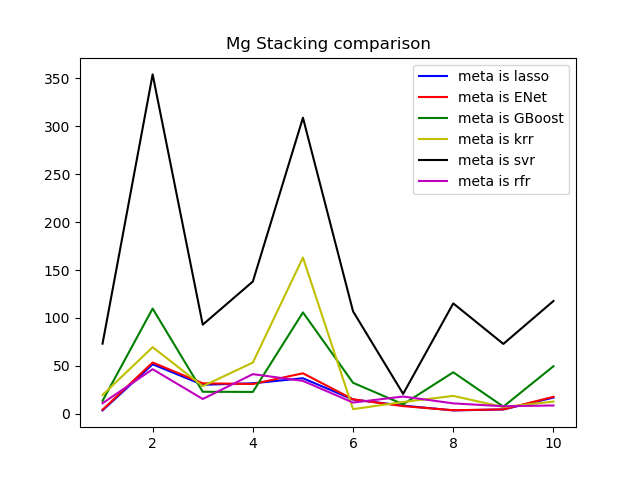 Mg Stacking comparison
350
300
250
200
150
100
50
0
meta is lasso
meta is ENet
meta is GBoost
meta is krr
meta is svr
meta is rfr
2 4 6 8 10